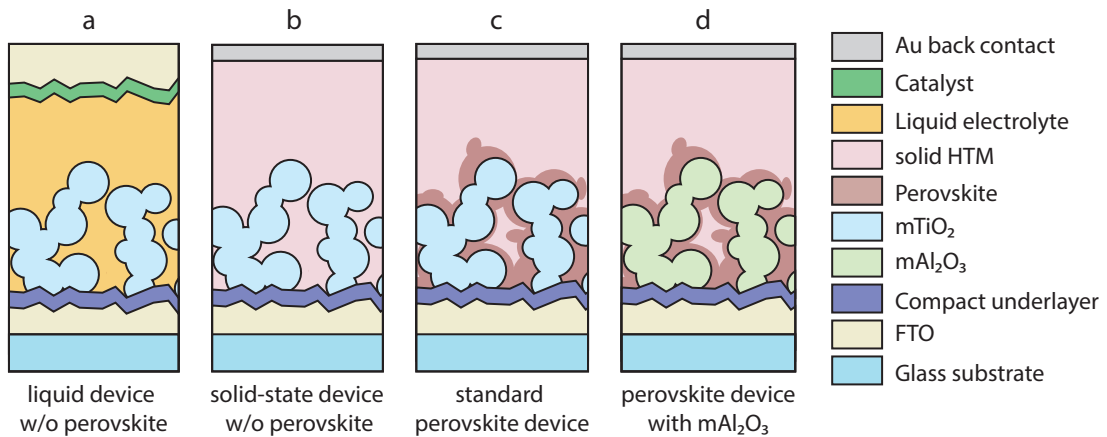 a
b
c
d
Au back contact
Catalyst
Liquid electrolyte
solid HTM
Perovskite
mTiO₂
mAl₂O₃
Compact underlayer
FTO
Glass substrate
liquid device
w/o perovskite
solid-state device
w/o perovskite
standard
perovskite device
perovskite device
with mAl₂O₃